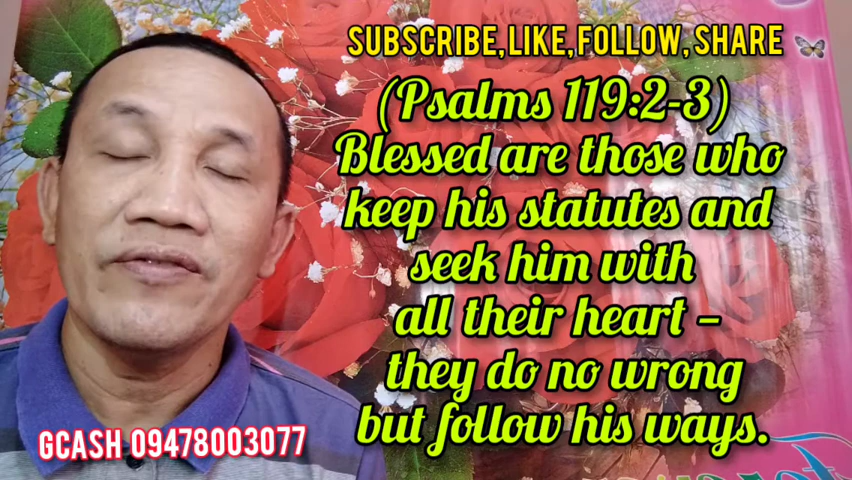 SUBSCRIBE, LIKE, FOLLOW, SHARE
(Psalms 119:2-3)
Blessed are those who
keep his statutes and
seek him with
all their heart –
they do no wrong
but follow his ways.
GCASH 09478003077